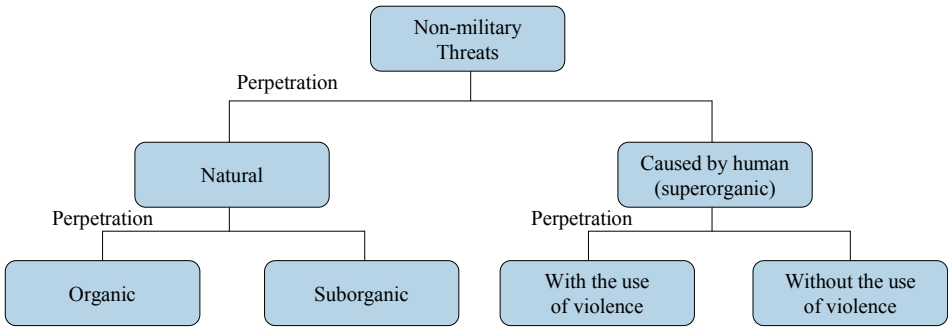 Non-military
Threats
Perpetration
Natural
Caused by human
(superorganic)
Perpetration
Perpetration
Organic
Suborganic
With the use
of violence
Without the use
of violence